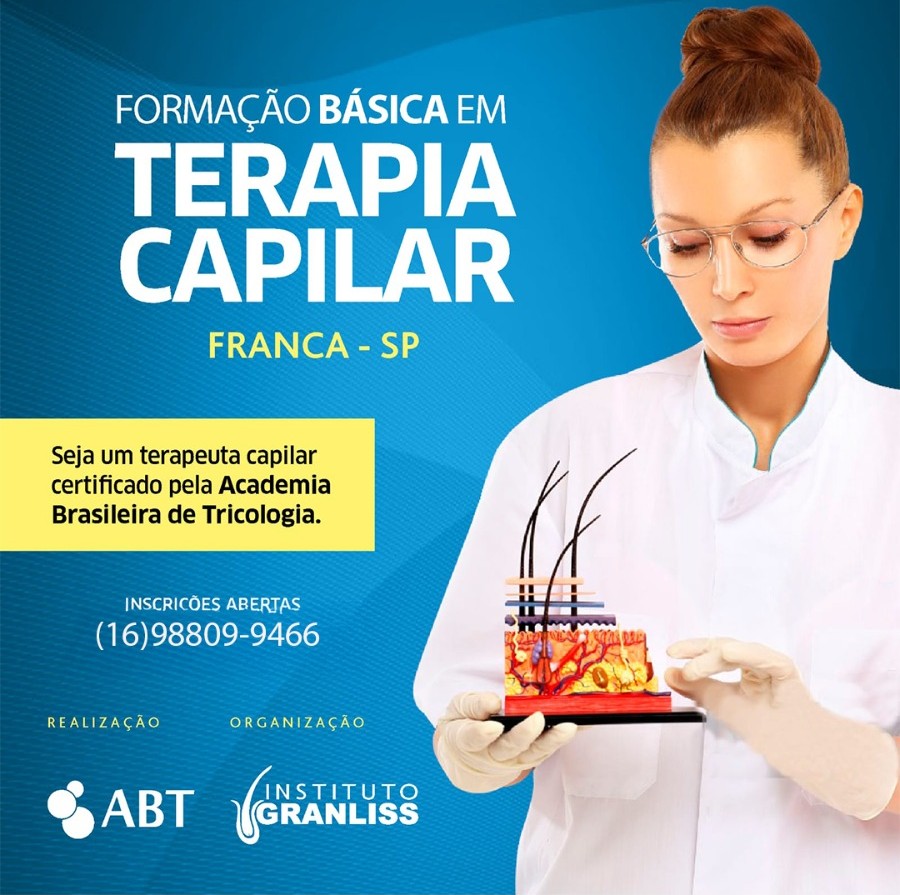 FORMAÇÃO BÁSICA EM
TERAPIA
CAPILAR
FRANCA - SP
Seja um terapeuta capilar
certificado pela Academia
Brasileira de Tricologia.
INSCRIÇÕES ABERTAS
(16)98809-9466
REALIZAÇÃO
ORGANIZAÇÃO
ABT
INSTITUTO
GRANLISS